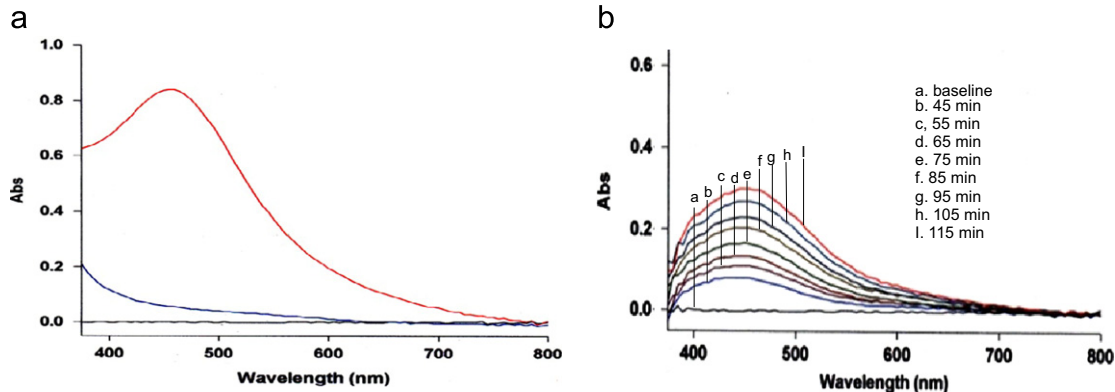 a
1.0
0.8
0.6
0.4
0.2
0.0
Abs
400 500 600 700 800
Wavelength (nm)
b
0.6
0.4
0.2
0.0
Abs
a. baseline
b. 45 min
c, 55 min
d. 65 min
e. 75 min
f. 85 min
g. 95 min
h. 105 min
I. 115 min
a b c d e f g h I
400 500 600 700 800
Wavelength (nm)